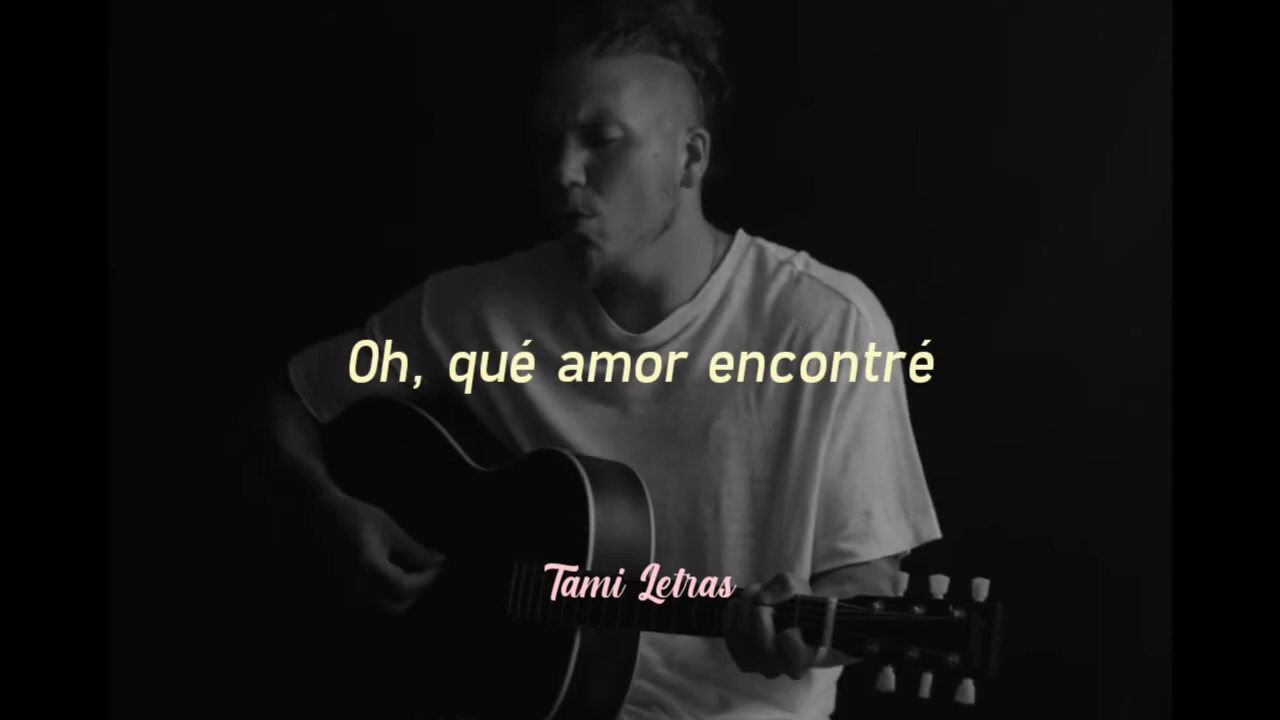 Oh, qué amor encontré
Tami Letras